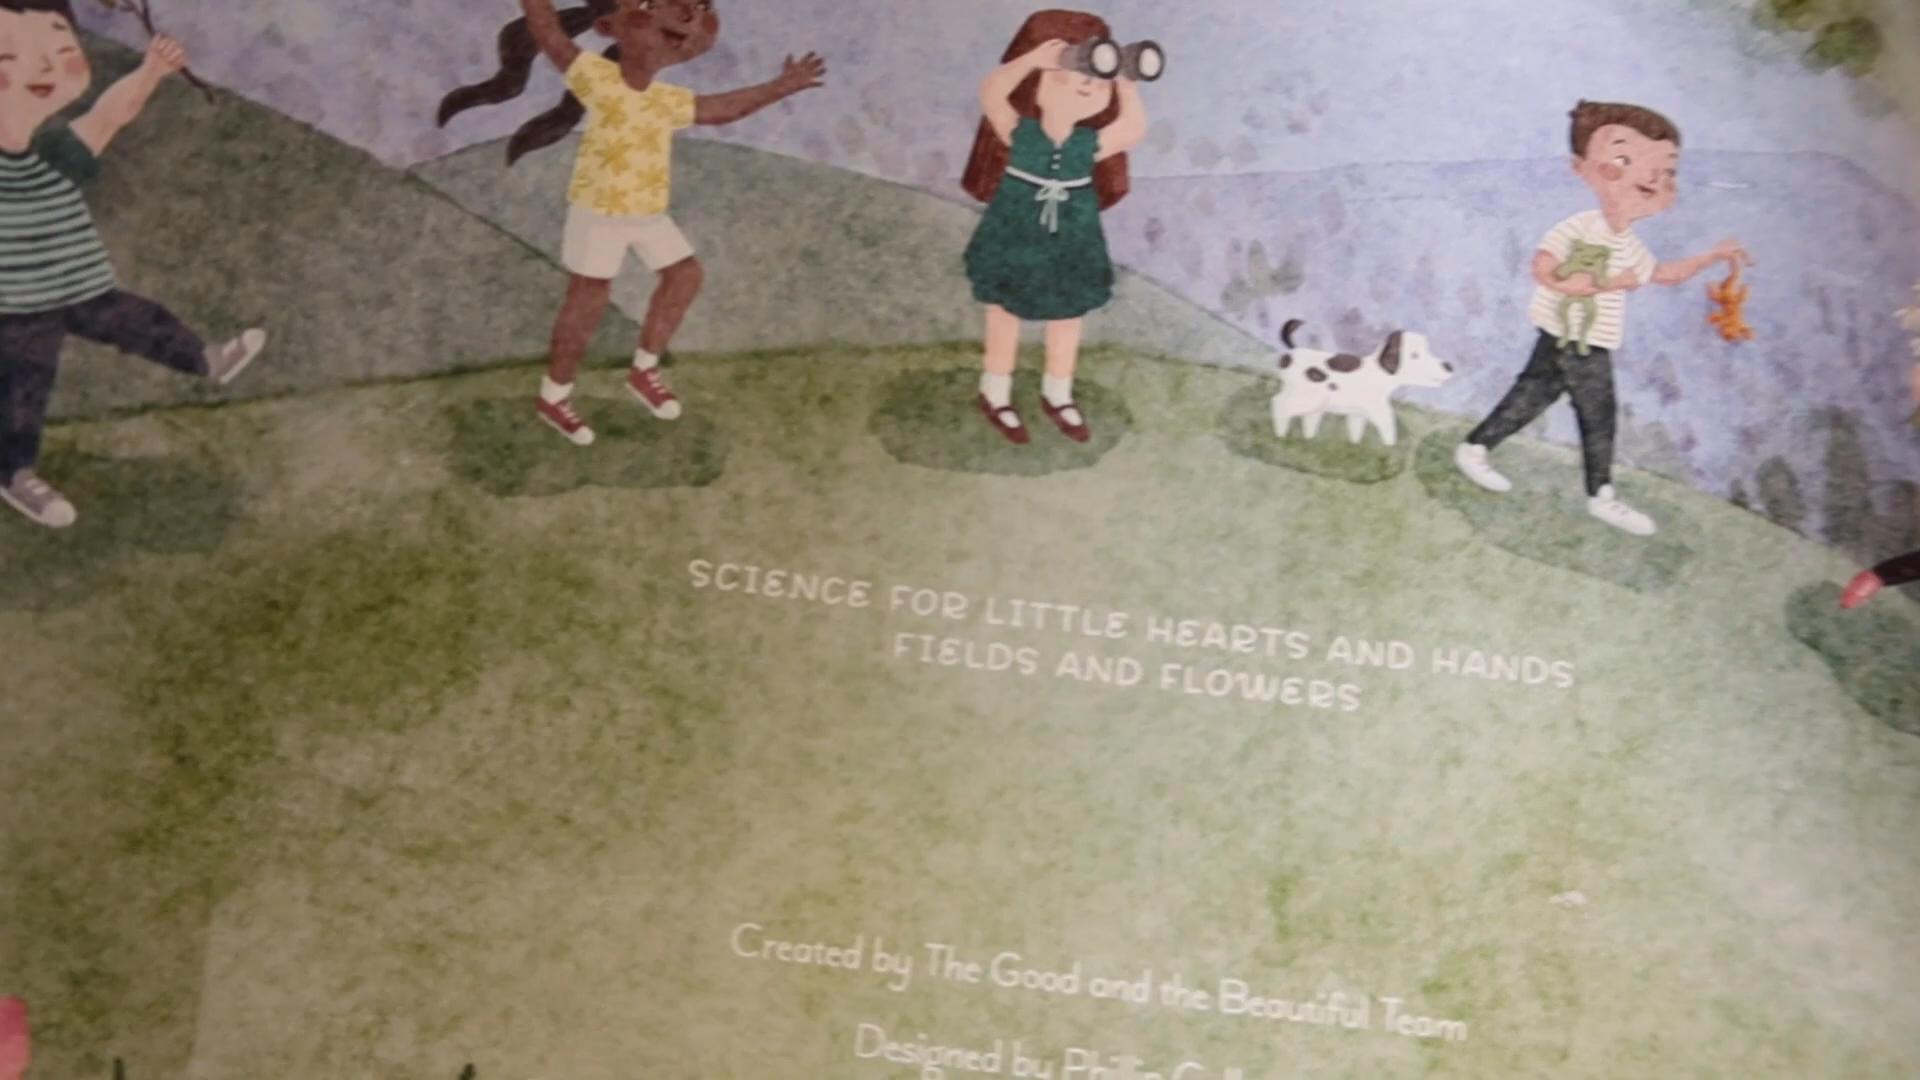 SCIENCE FOR LITTLE HEARTS AND HANDS
FIELDS AND FLOWERS
Created by The Good and the Beautiful Team
Designed by Phillip